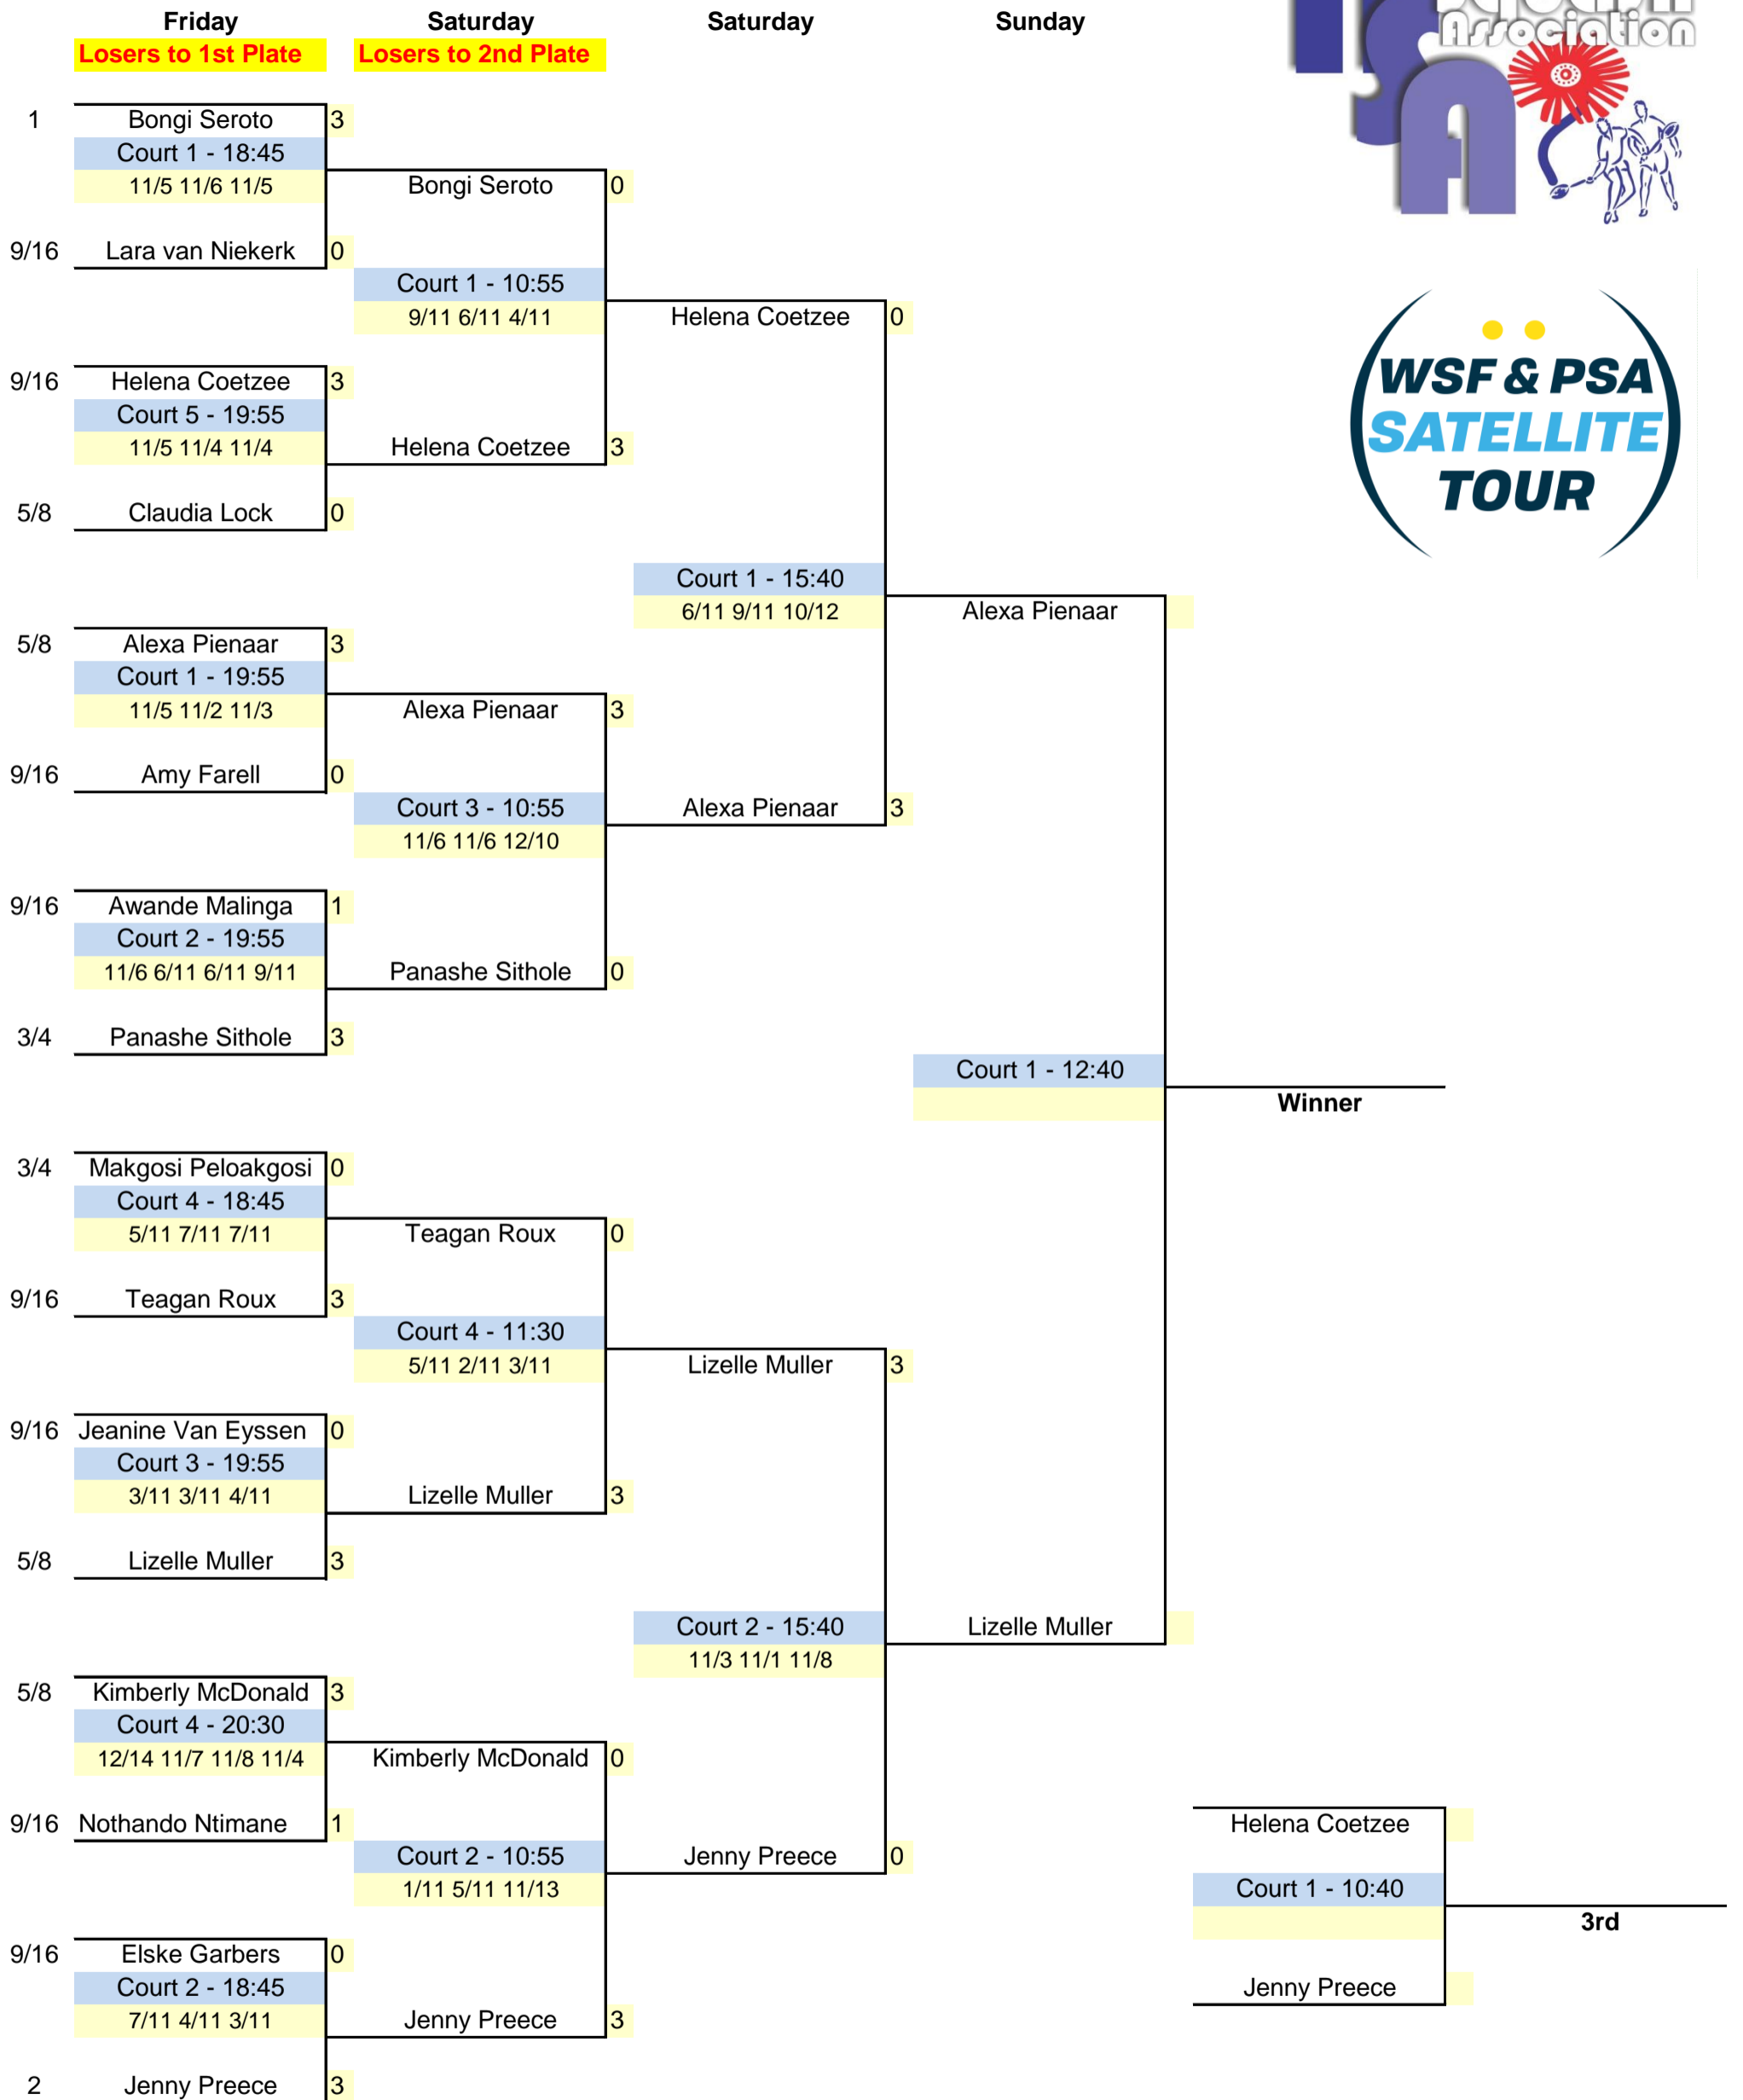 Friday Saturday Saturday Sunday
Losers to 1st Plate Losers to 2nd Plate
Association
1 Bongi Seroto 3
Court 1 - 18:45
11/5 11/6 11/5 Bongi Seroto 0
9/16 Lara van Niekerk 0
Court 1 - 10:55
9/11 6/11 4/11 Helena Coetzee 0
WSF & PSA
SATELLITE
TOUR
9/16 Helena Coetzee 3
Court 5 - 19:55
11/5 11/4 11/4 Helena Coetzee 3
5/8 Claudia Lock 0
Court 1 - 15:40
6/11 9/11 10/12 Alexa Pienaar
5/8 Alexa Pienaar 3
Court 1 - 19:55
11/5 11/2 11/3 Alexa Pienaar 3
9/16 Amy Farell 0
Court 3 - 10:55 Alexa Pienaar 3
11/6 11/6 12/10
9/16 Awande Malinga 1
Court 2 - 19:55
11/6 6/11 6/11 9/11 Panashe Sithole 0
3/4 Panashe Sithole 3
Court 1 - 12:40
Winner
3/4 Makgosi Peloakgosi 0
Court 4 - 18:45
5/11 7/11 7/11 Teagan Roux 0
9/16 Teagan Roux 3
Court 4 - 11:30
5/11 2/11 3/11 Lizelle Muller 3
9/16 Jeanine Van Eyssen 0
Court 3 - 19:55
3/11 3/11 4/11 Lizelle Muller 3
5/8 Lizelle Muller 3
Court 2 - 15:40 Lizelle Muller
11/3 11/1 11/8
5/8 Kimberly McDonald 3
Court 4 - 20:30
12/14 11/7 11/8 11/4 Kimberly McDonald 0
9/16 Nothando Ntimane 1 Helena Coetzee
Court 2 - 10:55 Jenny Preece 0
1/11 5/11 11/13 Court 1 - 10:40
3rd
9/16 Elske Garbers 0
Court 2 - 18:45 Jenny Preece
7/11 4/11 3/11 Jenny Preece 3
2 Jenny Preece 3